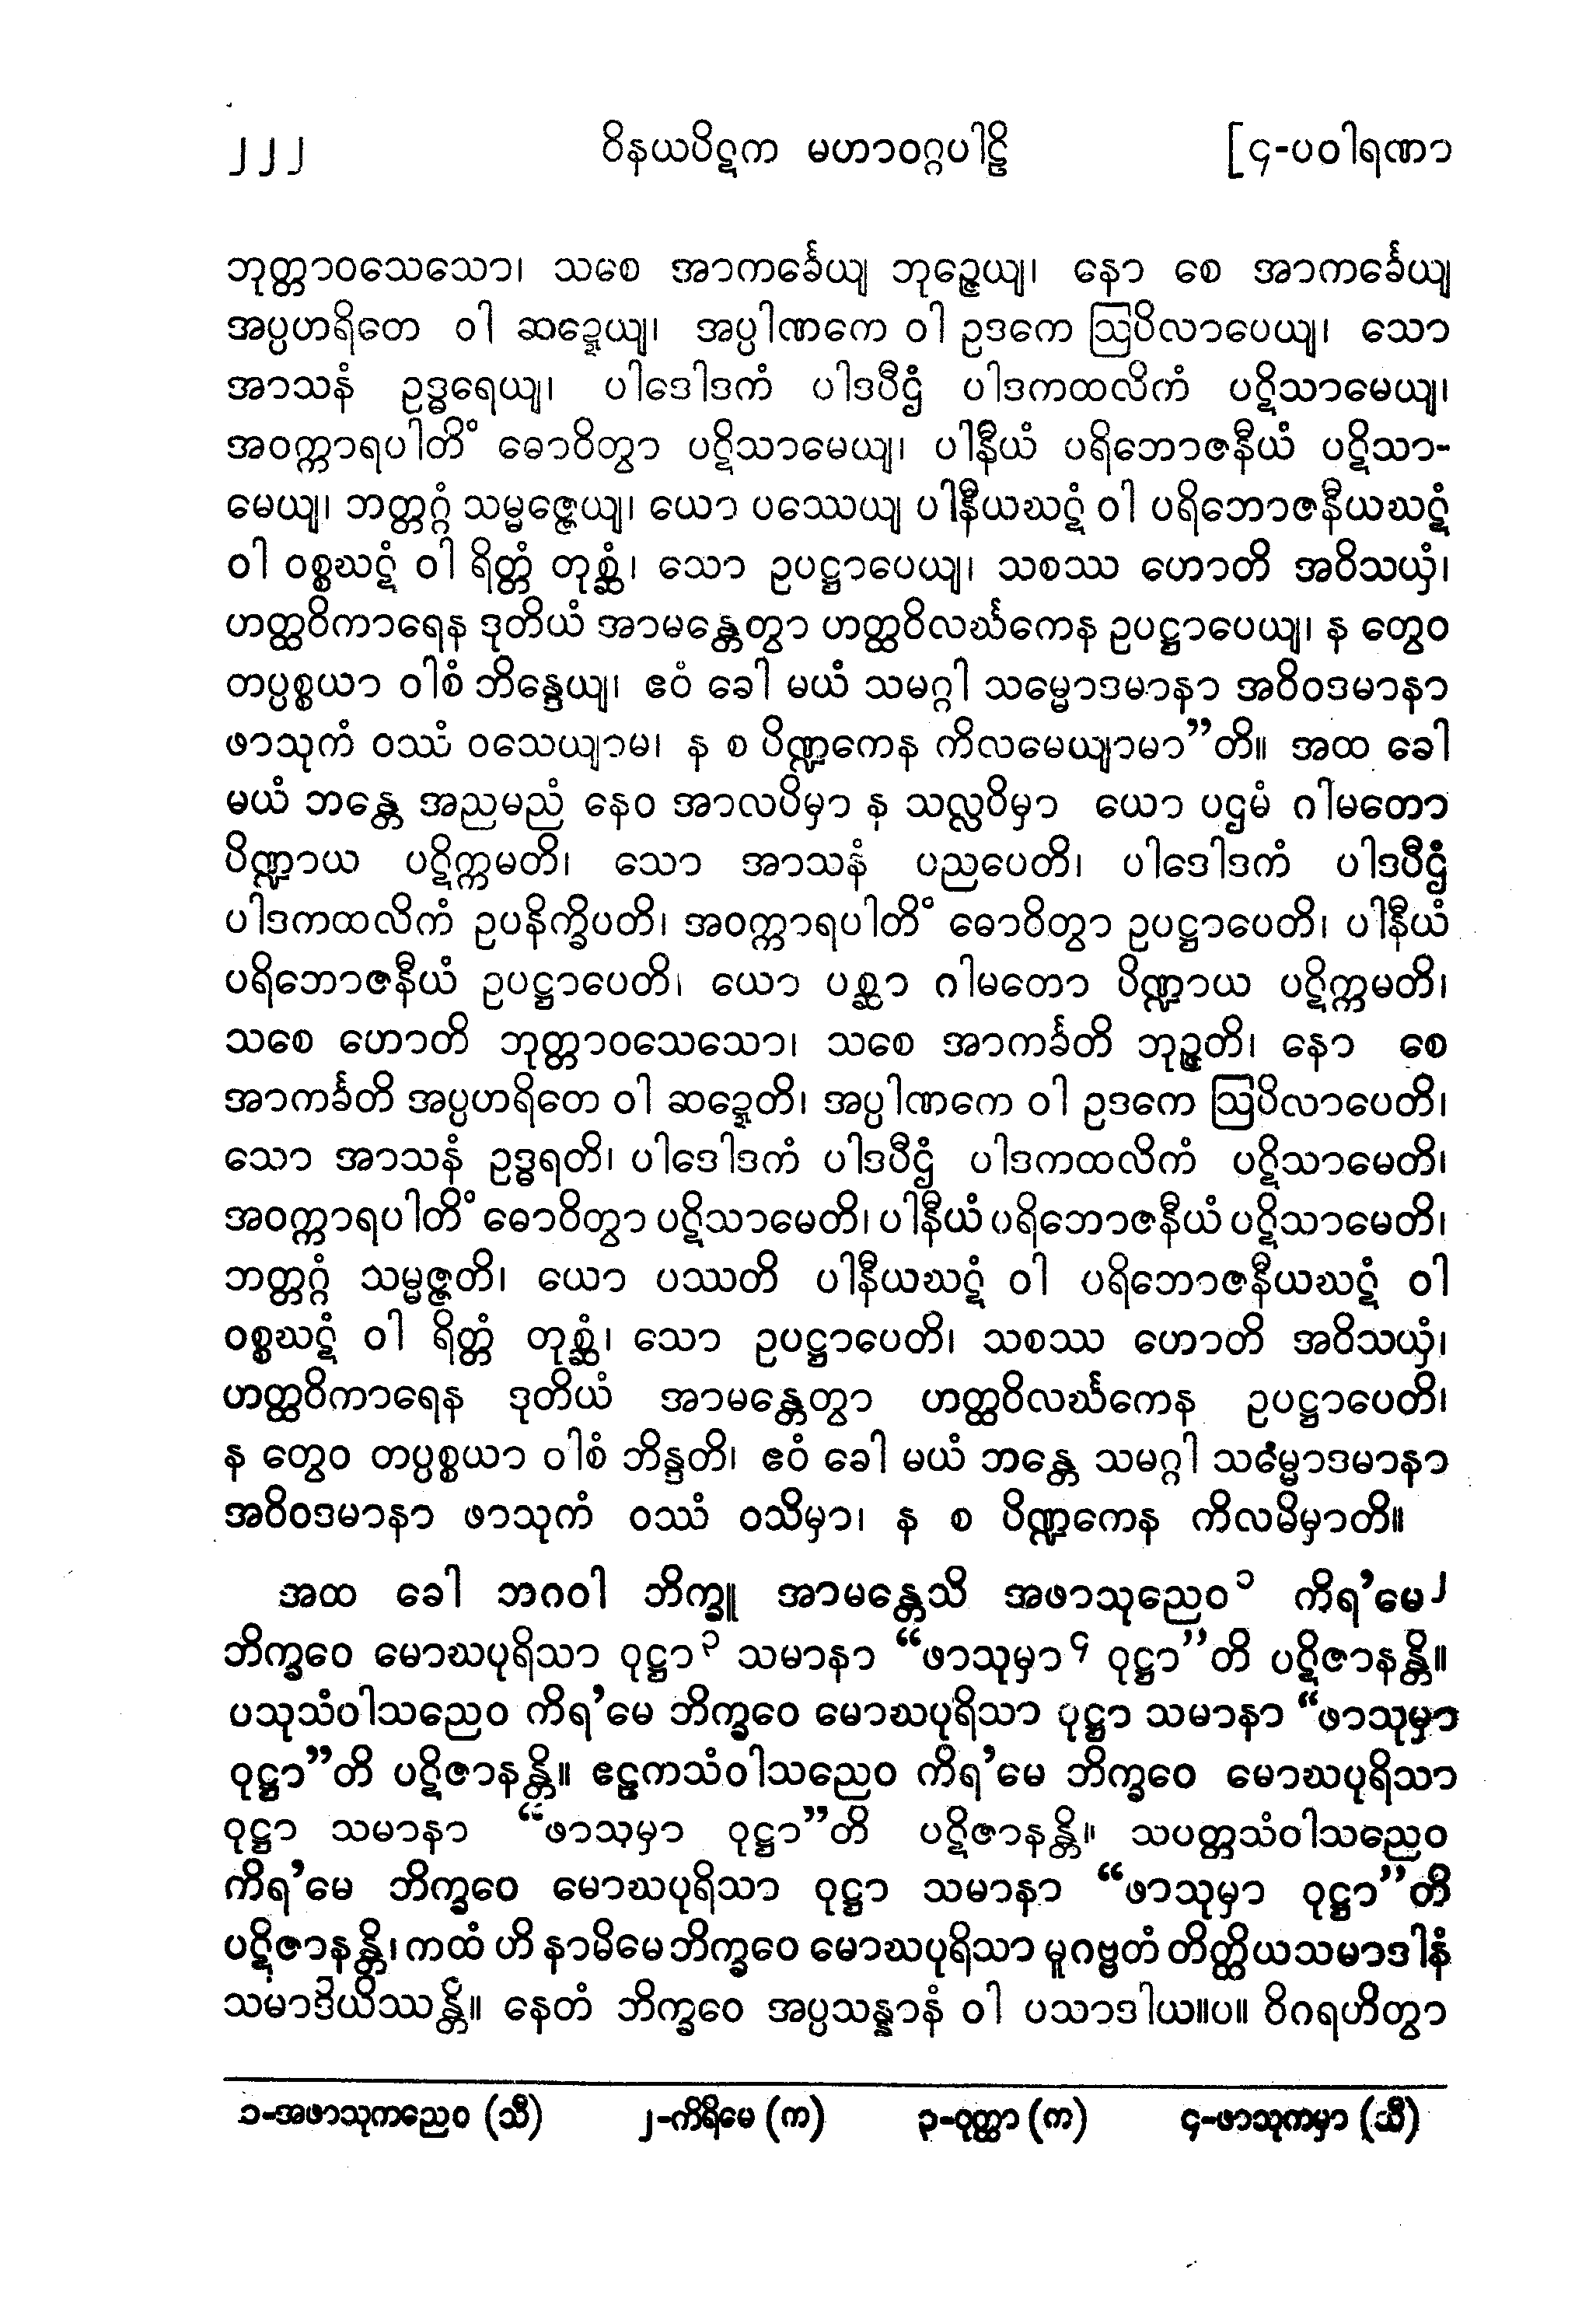 ၂၂၂ ဝိနယပိဋက မဟာဝဂ္ဂပါဠိ [၄-ပဝါရဏာ
ဘုတ္တာဝသေသော၊ သစေ အာကင်္ခေယျ ဘုဉ္ဇေယျ၊ နော စေ အာကင်္ခေယျ
အပ္ပဟရိတေ ဝါ ဆဍ္ဍေယျ၊ အပ္ပါဏကေ ဝါ ဥဒကေ ဩပိလာပေယျ၊ သော
အာသနံ ဥဒ္ဓရေယျ၊ ပါဒေါဒကံ ပါဒပီဌံ ပါဒကထလိကံ ပဋိသာမေယျ၊
အဝက္ကာရပါတိံ ဓောဝိတွာ ပဋိသာမေယျ၊ ပါနီယံ ပရိဘောဇနီယံ ပဋိသာ-
မေယျ၊ ဘတ္တဂ္ဂံ သမ္မဇ္ဇေယျ၊ ယော ပဿေယျ ပါနီယဃဋံ ဝါ ပရိဘောဇနီယဃဋံ
ဝါ ဝစ္စဃဋံ ဝါ ရိတ္တံ တုစ္ဆံ၊ သော ဥပဋ္ဌာပေယျ၊ သစဿ ဟောတိ အဝိသယှံ၊
ဟတ္ထဝိကာရေန ဒုတိယံ အာမန္တေတွာ ဟတ္ထဝိလင်္ဃကေန ဥပဋ္ဌာပေယျ၊ န တွေဝ
တပ္ပစ္စယာ ဝါစံ ဘိန္ဒေယျ၊ ဧဝံ ခေါ မယံ သမဂ္ဂါ သမ္မောဒမာနာ အဝိဝဒမာနာ
ဖာသုကံ ဝဿံ ဝသေယျာမ၊ န စ ပိဏ္ဍကေန ကိလမေယျာမာ”တိ။ အထ ခေါ
မယံ ဘန္တေ အညမညံ နေဝ အာလပိမှာ န သလ္လပိမှာ ယော ပဌမံ ဂါမတော
ပိဏ္ဍာယ ပဋိက္ကမတိ၊ သော အာသနံ ပညပေတိ၊ ပါဒေါဒကံ ပါဒပီဌံ
ပါဒကထလိကံ ဥပနိက္ခိပတိ၊ အဝက္ကာရပါတိံ ဓောဝိတွာ ဥပဋ္ဌာပေတိ၊ ပါနီယံ
ပရိဘောဇနီယံ ဥပဋ္ဌာပေတိ၊ ယော ပစ္ဆာ ဂါမတော ပိဏ္ဍာယ ပဋိက္ကမတိ၊
သစေ ဟောတိ ဘုတ္တာဝသေသော၊ သစေ အာကင်္ခတိ ဘုဉ္ဇတိ၊ နော စေ
အာကင်္ခတိ အပ္ပဟရိတေ ဝါ ဆဍ္ဍေတိ၊ အပ္ပါဏကေ ဝါ ဥဒကေ ဩပိလာပေတိ၊
သော အာသနံ ဥဒ္ဓရတိ၊ ပါဒေါဒကံ ပါဒပီဌံ ပါဒကထလိကံ ပဋိသာမေတိ၊
အဝက္ကာရပါတိံ ဓောဝိတွာ ပဋိသာမေတိ၊ ပါနီယံ ပရိဘောဇနီယံ ပဋိသာမေတိ၊
ဘတ္တဂ္ဂံ သမ္မဇ္ဇတိ၊ ယော ပဿတိ ပါနီယဃဋံ ဝါ ပရိဘောဇနီယဃဋံ ဝါ
ဝစ္စဃဋံ ဝါ ရိတ္တံ တုစ္ဆံ၊ သော ဥပဋ္ဌာပေတိ၊ သစဿ ဟောတိ အဝိသယှံ၊
ဟတ္ထဝိကာရေန ဒုတိယံ အာမန္တေတွာ ဟတ္ထဝိလင်္ဃကေန ဥပဋ္ဌာပေတိ၊
န တွေဝ တပ္ပစ္စယာ ဝါစံ ဘိန္ဒတိ၊ ဧဝံ ခေါ မယံ ဘန္တေ သမဂ္ဂါ သမ္မောဒမာနာ
အဝိဝဒမာနာ ဖာသုကံ ဝဿံ ဝသိမှာ၊ န စ ပိဏ္ဍကေန ကိလမိမှာတိ။
အထ ခေါ ဘဂဝါ ဘိက္ခူ အာမန္တေသိ အဖာသုညေဝ၁ ကိရ’မေ၂
ဘိက္ခဝေ မောဃပုရိသာ ဝုဋ္ဌာ၃ သမာနာ “ဖာသုမှာ၄ ဝုဋ္ဌာ”တိ ပဋိဇာနန္တိ။
ပသုသံဝါသညေဝ ကိရ’မေ ဘိက္ခဝေ မောဃပုရိသာ ဝုဋ္ဌာ သမာနာ “ဖာသုမှာ
ဝုဋ္ဌာ”တိ ပဋိဇာနန္တိ။ ဧဠကသံဝါသညေဝ ကိရ’မေ ဘိက္ခဝေ မောဃပုရိသာ
ဝုဋ္ဌာ သမာနာ “ဖာသုမှာ ဝုဋ္ဌာ”တိ ပဋိဇာနန္တိ။ သပတ္တသံဝါသညေဝ
ကိရ’မေ ဘိက္ခဝေ မောဃပုရိသာ ဝုဋ္ဌာ သမာနာ “ဖာသုမှာ ဝုဋ္ဌာ”တိ
ပဋိဇာနန္တိ၊ ကထံ ဟိ နာမိမေ ဘိက္ခဝေ မောဃပုရိသာ မူဂဗ္ဗတံ တိတ္ထိယသမာဒါနံ
သမာဒိယိဿန္တိ။ နေတံ ဘိက္ခဝေ အပ္ပသန္နာနံ ဝါ ပသာဒါယ။ပ။ ဝိဂရဟိတွာ
၁-အဖာသုကညေဝ (သီ) ၂-ကိရိမေ (က) ၃-ဝုတ္ထာ (က) ၄-ဖာသုကမှာ (သီ)